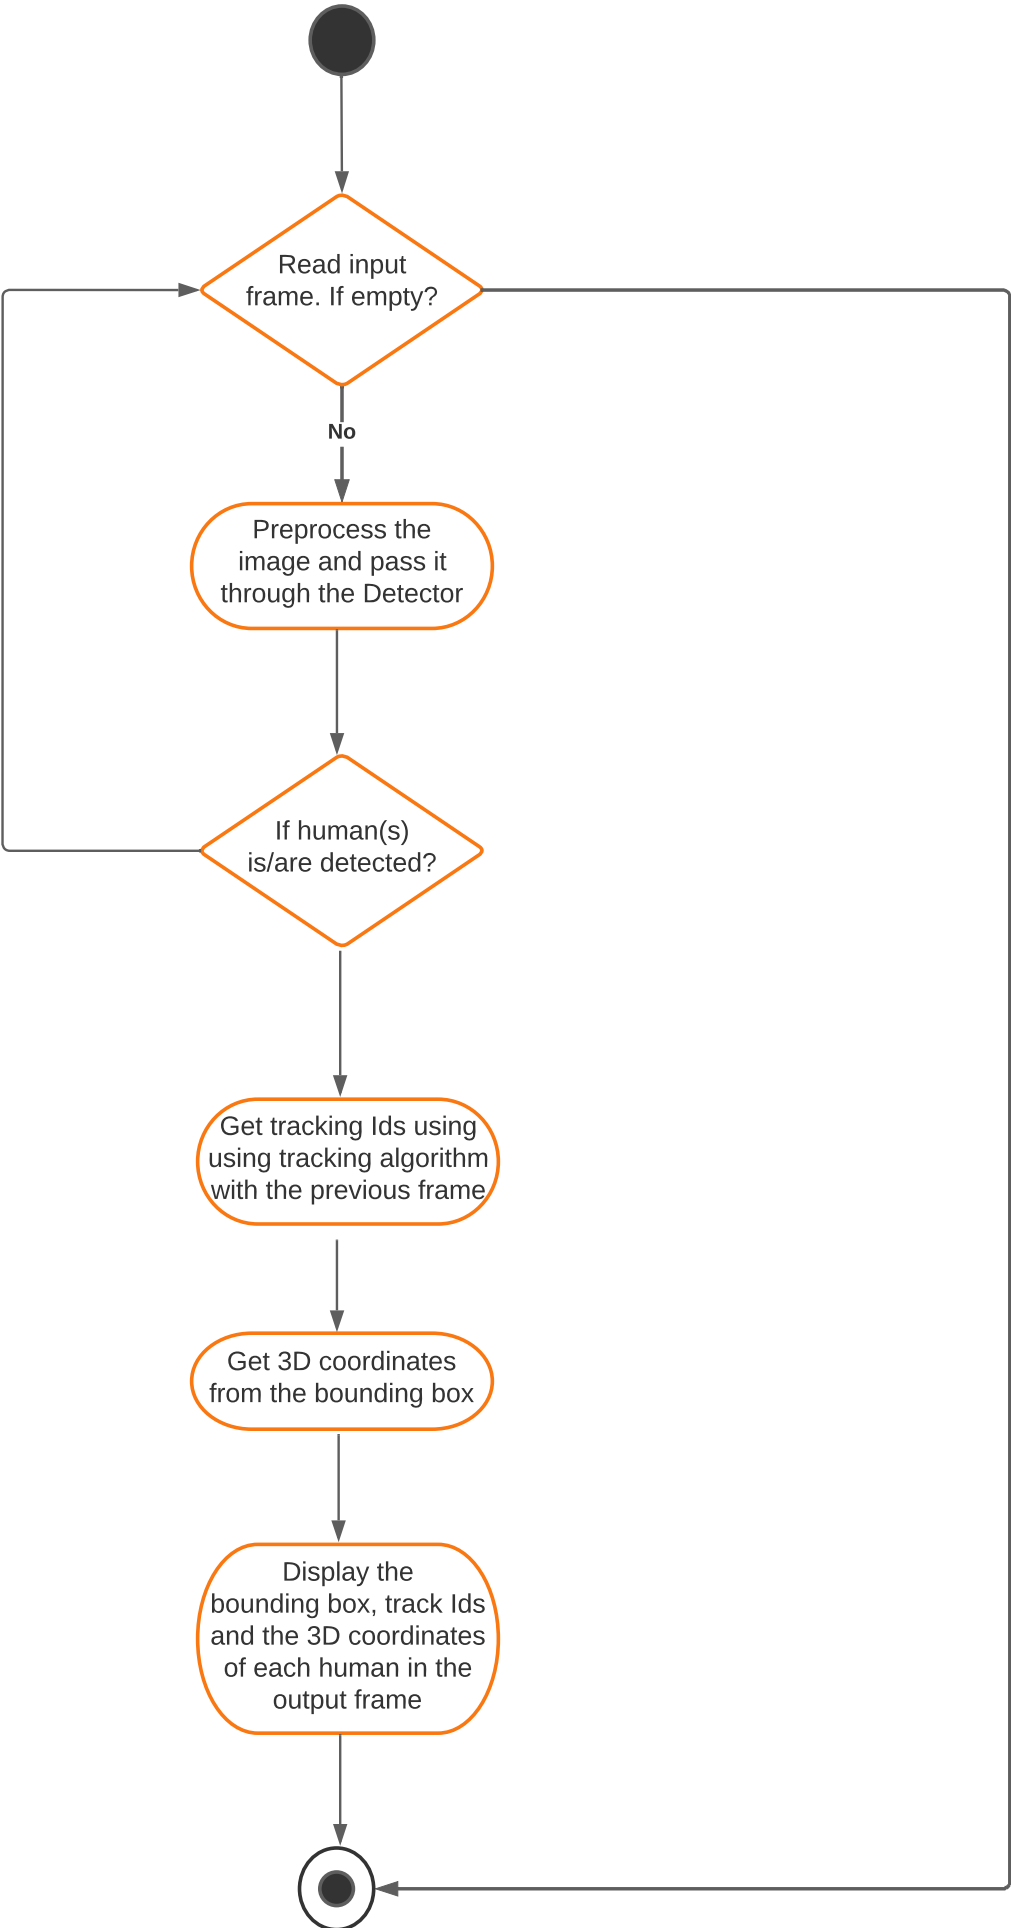 Read input
frame. If empty?
No
Preprocess the
image and pass it
through the Detector
If human(s)
is/are detected?
Get tracking Ids using
using tracking algorithm
with the previous frame
Get 3D coordinates
from the bounding box
Display the
bounding box, track Ids
and the 3D coordinates
of each human in the
output frame